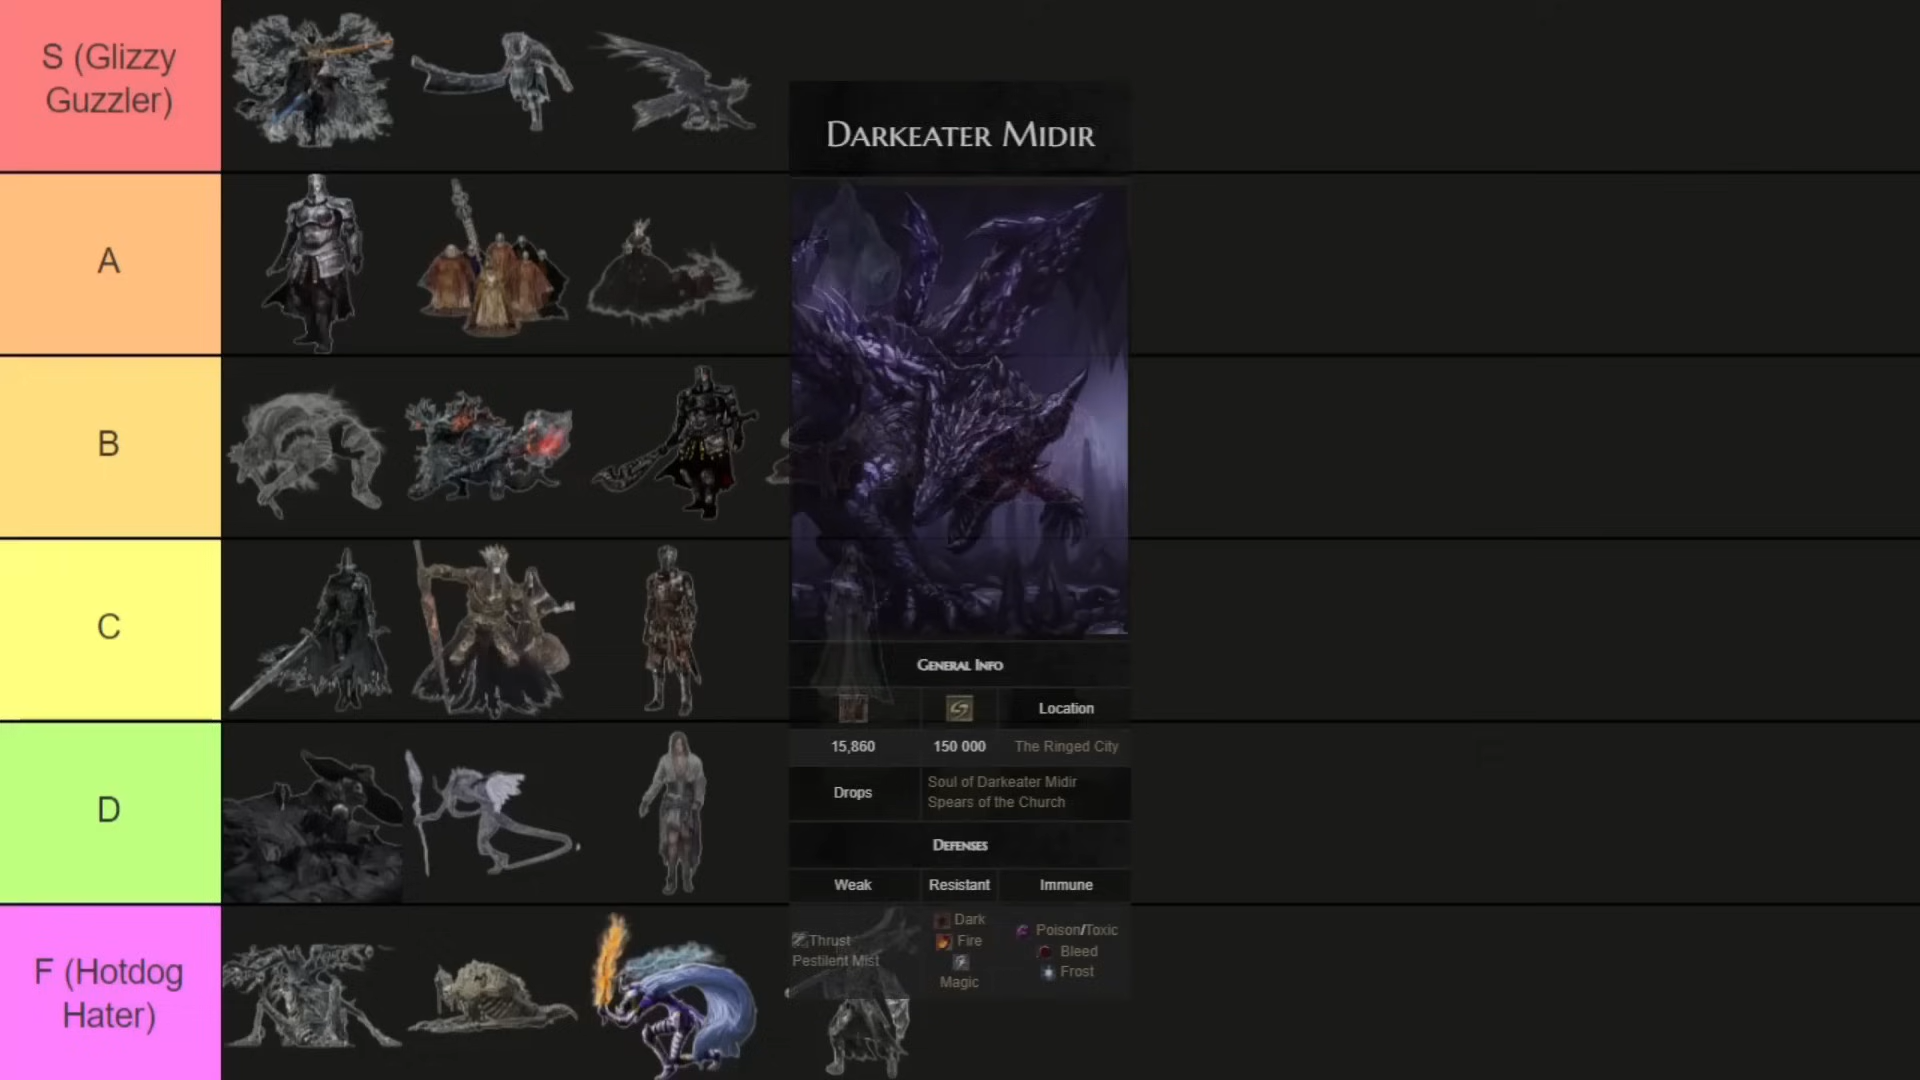 S (Glizzy
Guzzler)
A
B
C
D
F (Hotdog
Hater)
DARKEATER MIDIR
GENERAL INFO
Location
15,860 150 000 The Ringed City
Drops
Soul of Darkeater Midir
Spears of the Church
DEFENSES
Weak Resistant Immune
Thrust
Pestilent Mist
Dark
Fire
Magic
Poison/Toxic
Bleed
Frost